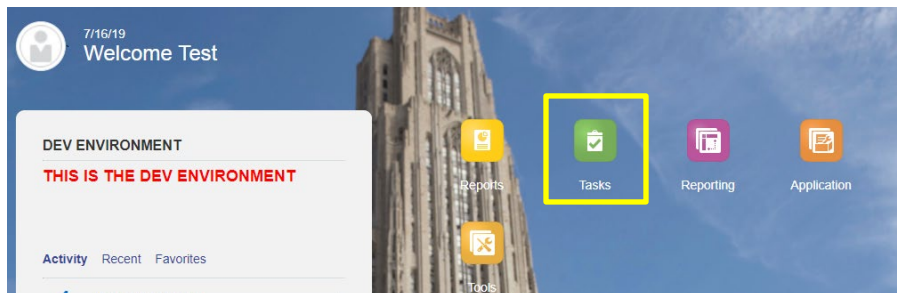 7/16/19
Welcome Test
DEV ENVIRONMENT
THIS IS THE DEV ENVIRONMENT
Activity Recent Favorites
Reports Tasks Reporting Application
Tools